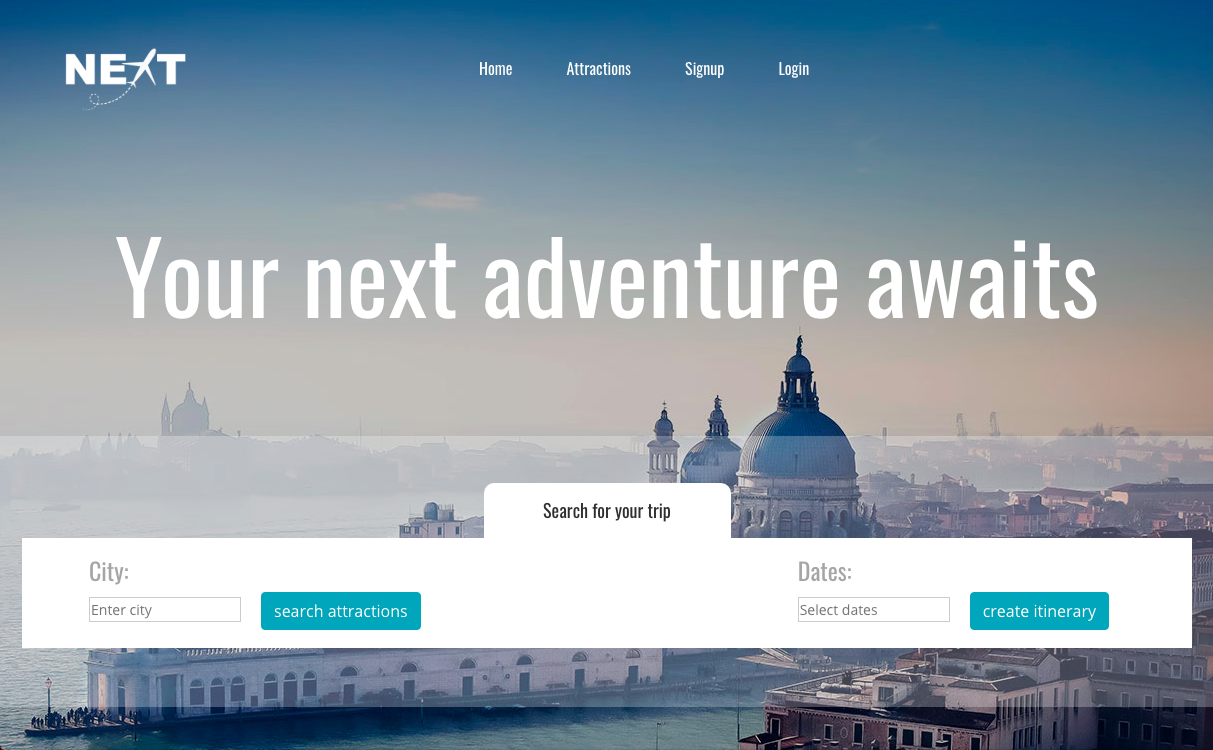 NEXT
Home Attractions Signup Login
Your next adventure awaits
Search for your trip
City: Dates:
Enter city search attractions Select dates create itinerary